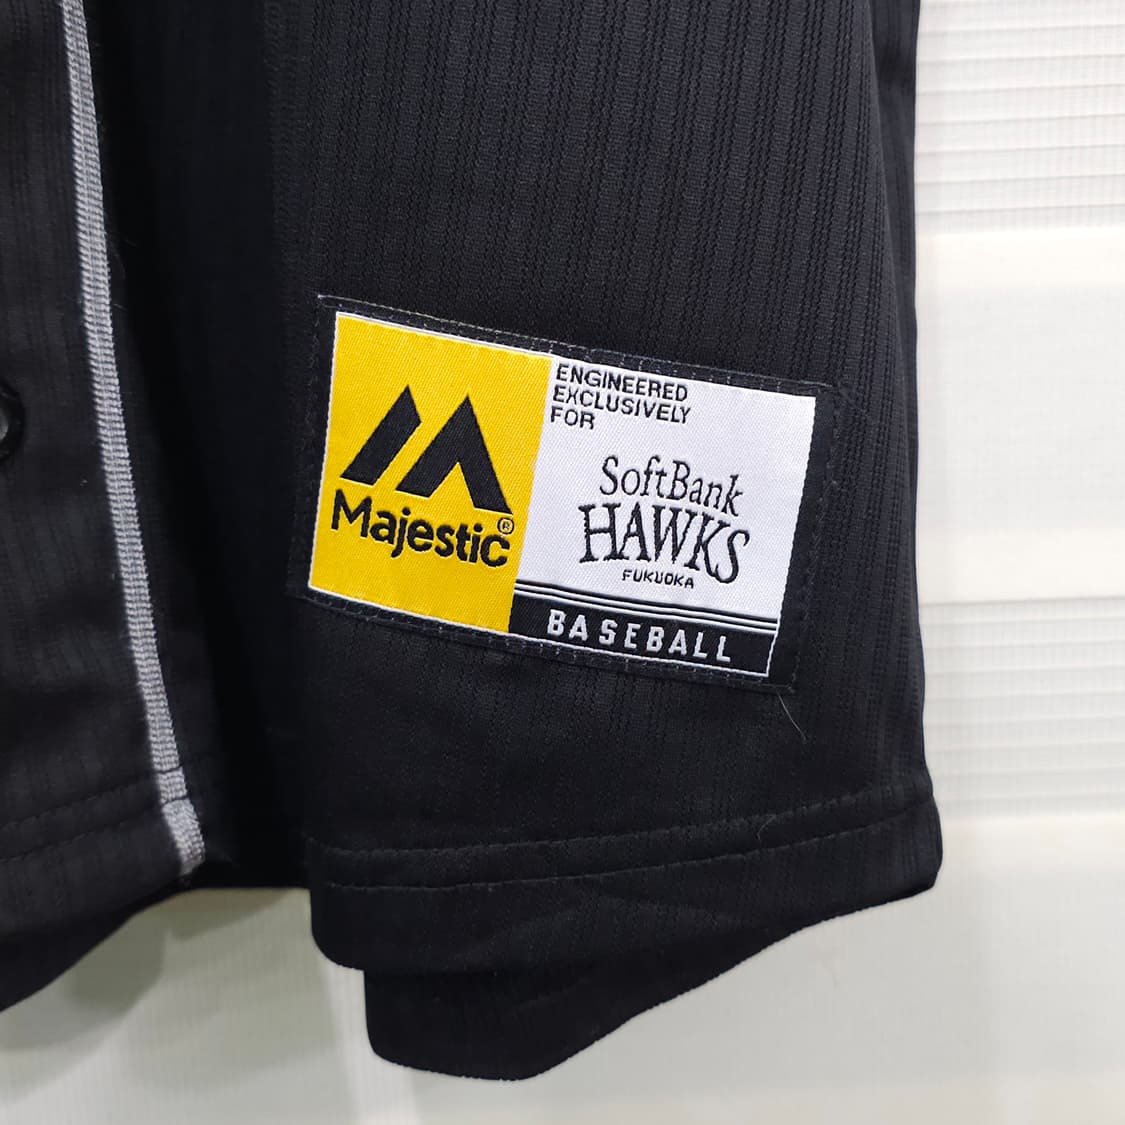 Majestic®
ENGINEERED
EXCLUSIVELY
FOR
SoftBank
HAWKS
FUKUOKA
BASEBALL